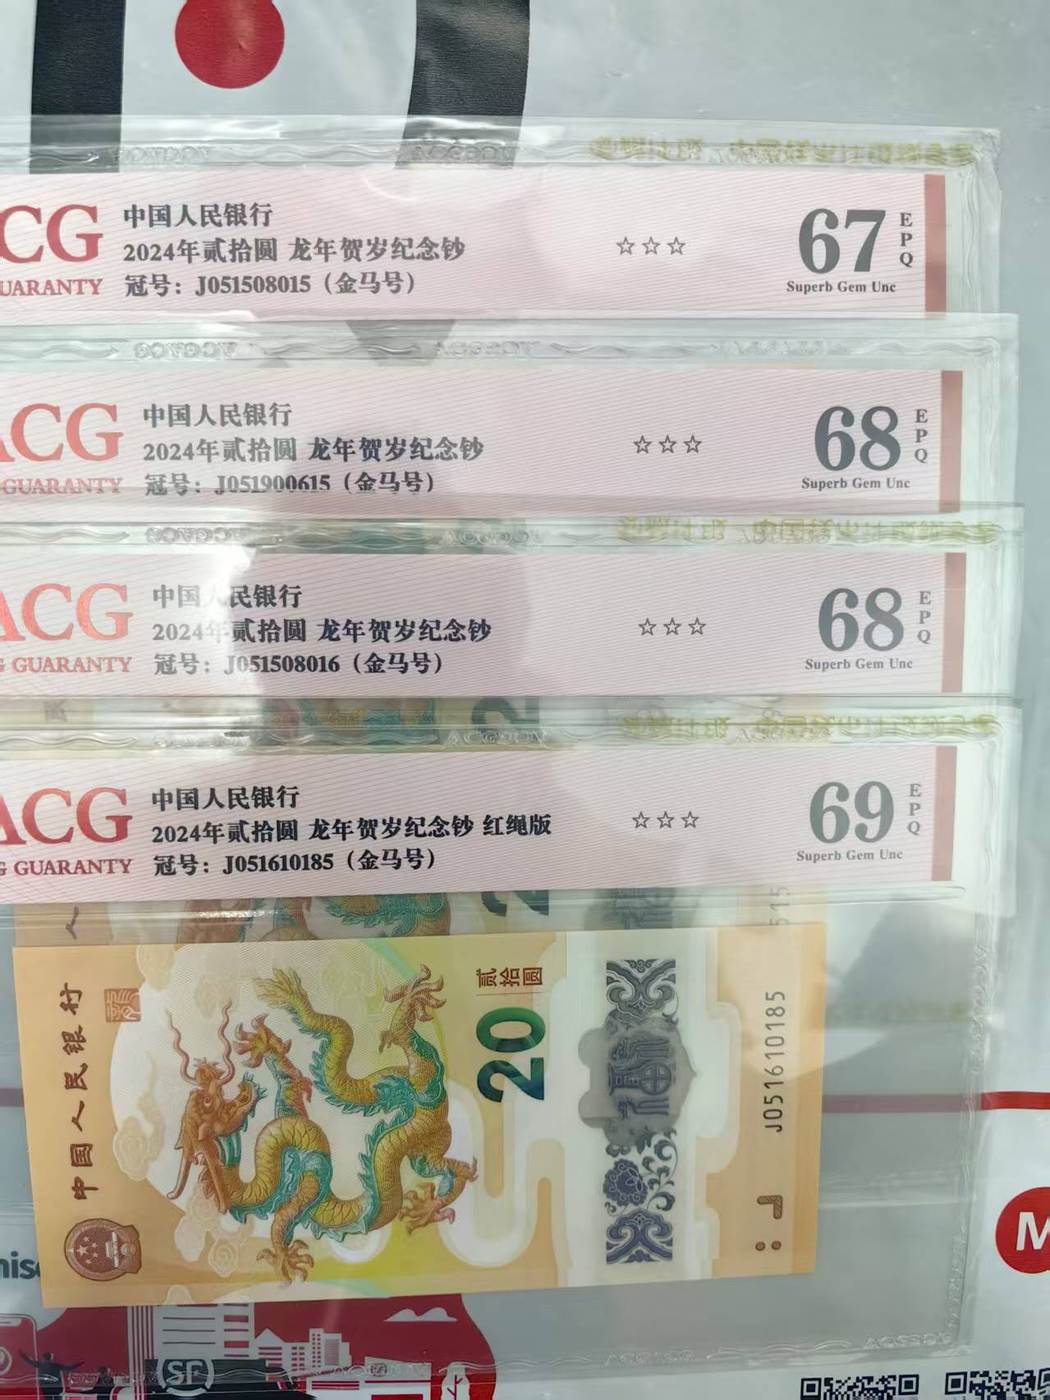 CG
中国人民银行
2024年贰拾圆 龙年贺岁纪念钞
UARANTY
冠号：J051508015（金马号）
☆☆☆
67
EPQ
Superb Gem Unc
ACG
中国人民银行
2024年贰拾圆 龙年贺岁纪念钞
GUARANTY
冠号：J051900615（金马号）
☆☆☆
68
EPQ
Superb Gem Unc
ACG
中国人民银行
2024年贰拾圆 龙年贺岁纪念钞
G GUARANTY
冠号：J051508016（金马号）
☆☆☆
68
EPQ
Superb Gem Unc
ACG
中国人民银行
2024年贰拾圆 龙年贺岁纪念钞 红绳版
G GUARANTY
冠号：J051610185（金马号）
☆☆☆
69
EPQ
Superb Gem Unc
中国人民银行
贰拾圆
20
J051610185
515
M
SF